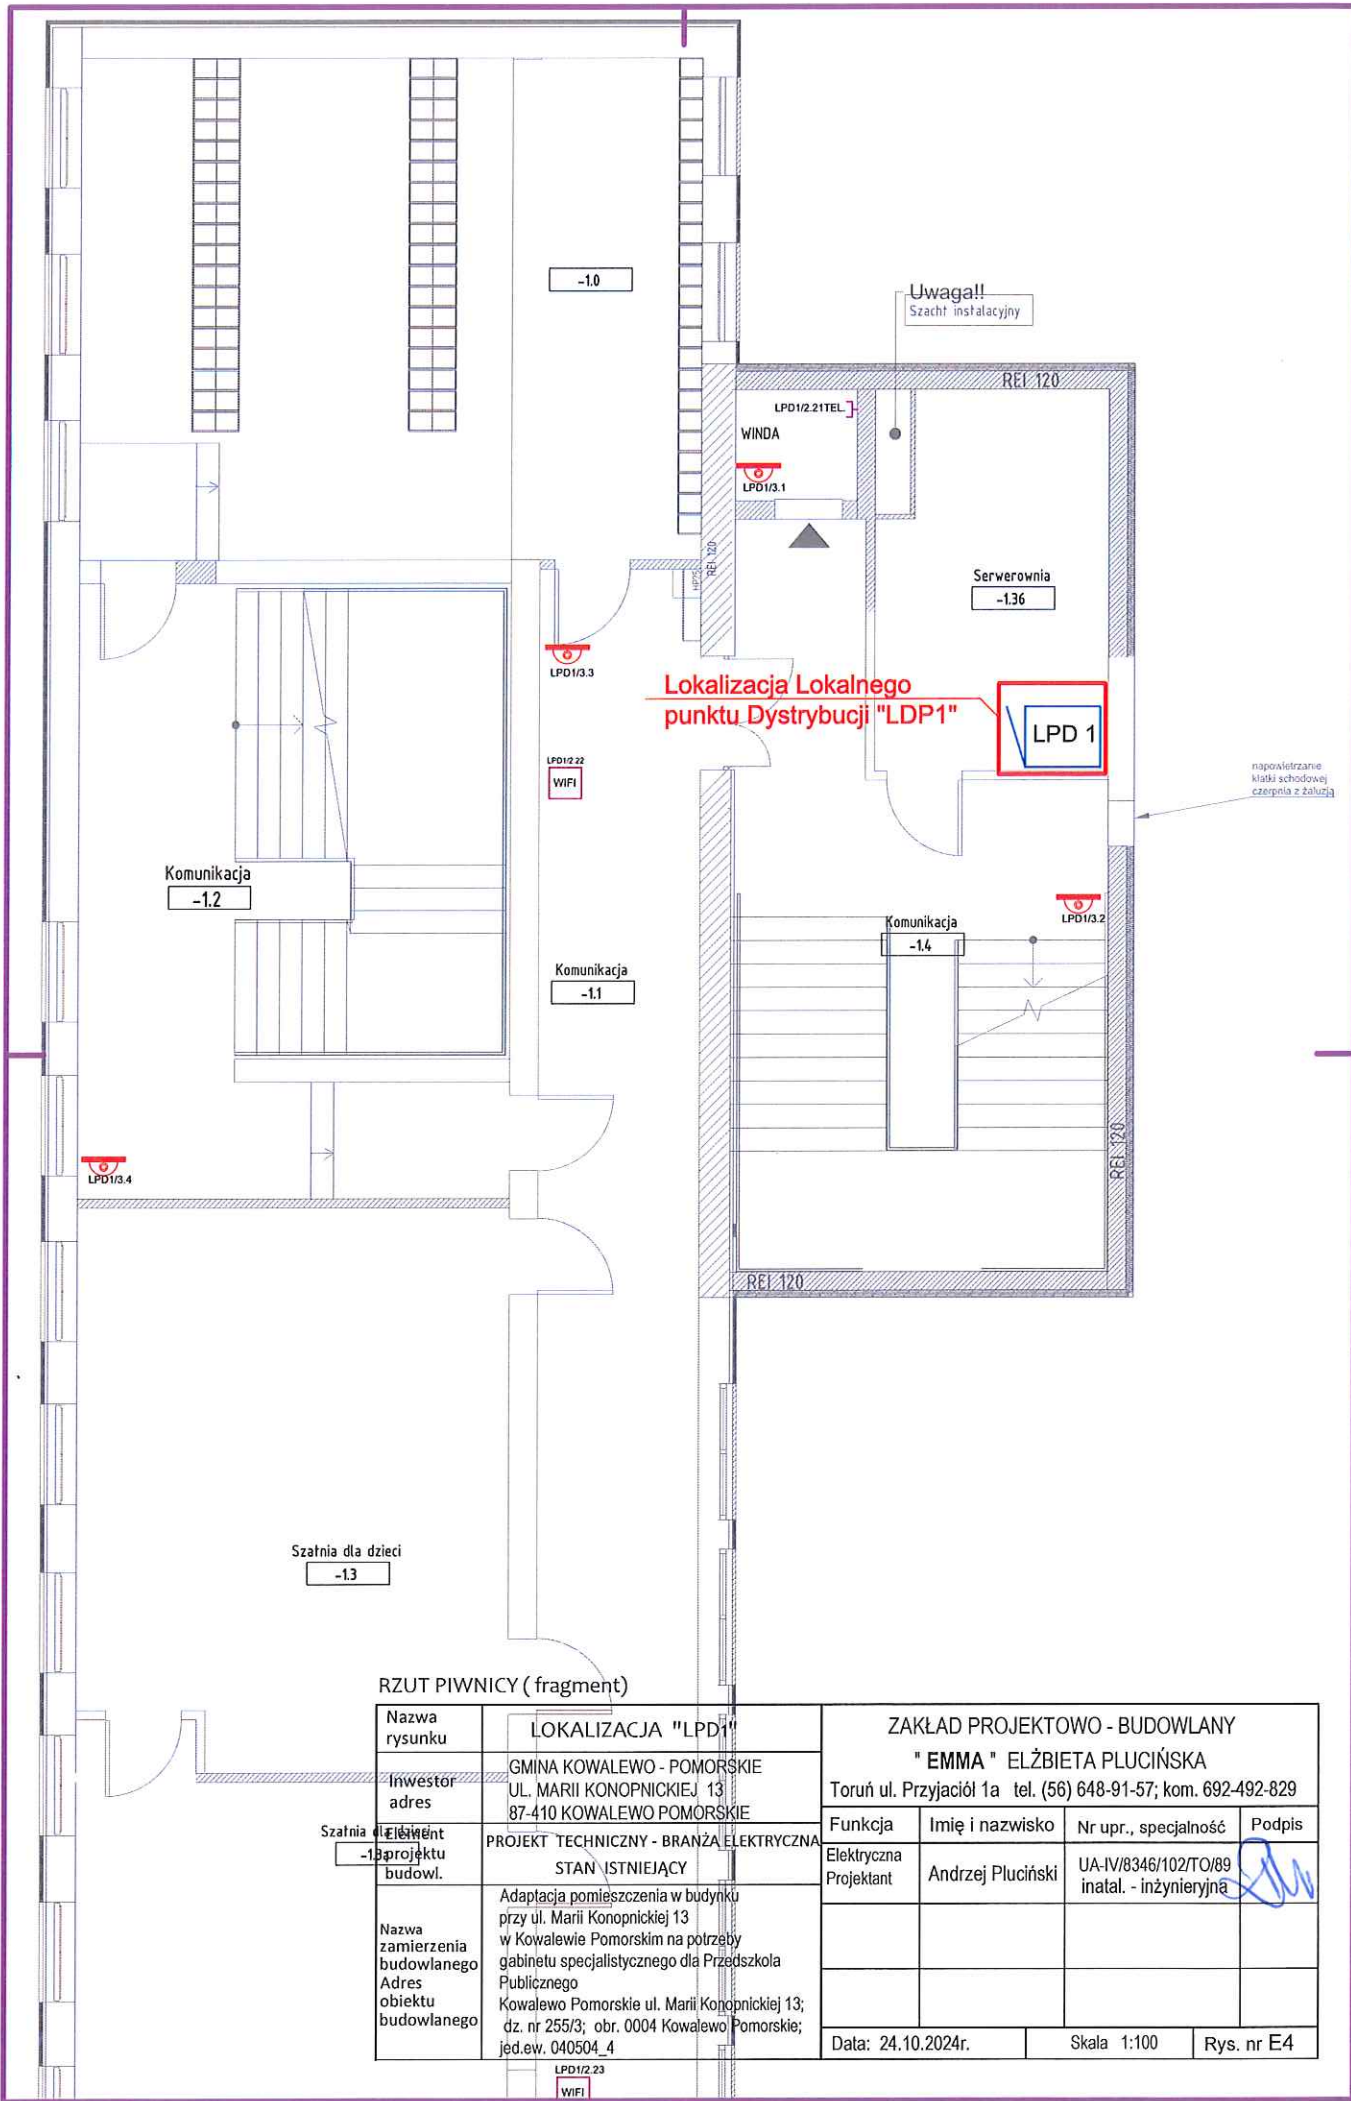 -1.0
Uwaga!!
Szacht instalacyjny
REI 120
LPD1/2.21TEL.
WINDA
LPD1/3.1
REI 120
HP25
Serwerownia
-1.36
LPD1/3.3
Lokalizacja Lokalnego
punktu Dystrybucji "LDP1"
LPD 1
LPD1/2.22
WIFI
napowietrzanie
klatki schodowej
czerpnia z żaluzją
Komunikacja
-1.2
LPD1/3.2
Komunikacja
-1.4
Komunikacja
-1.1
REI 120
LPD1/3.4
REI 120
Szatnia dla dzieci
-1.3
RZUT PIWNICY ( fragment)
Nazwa
rysunku
LOKALIZACJA "LPD1"
Inwestor
adres
GMINA KOWALEWO - POMORSKIE
UL. MARII KONOPNICKIEJ 13
87-410 KOWALEWO POMORSKIE
Szatnia dla dzieci
-1.3a
Element
projektu
budowl.
PROJEKT TECHNICZNY - BRANŻA ELEKTRYCZNA
STAN ISTNIEJĄCY
Nazwa
zamierzenia
budowlanego
Adres
obiektu
budowlanego
Adaptacja pomieszczenia w budynku
przy ul. Marii Konopnickiej 13
w Kowalewie Pomorskim na potrzeby
gabinetu specjalistycznego dla Przedszkola
Publicznego
Kowalewo Pomorskie ul. Marii Konopnickiej 13;
dz. nr 255/3; obr. 0004 Kowalewo Pomorskie;
jed.ew. 040504_4
ZAKŁAD PROJEKTOWO - BUDOWLANY
" EMMA " ELŻBIETA PLUCIŃSKA
Toruń ul. Przyjaciół 1a tel. (56) 648-91-57; kom. 692-492-829
Funkcja Imię i nazwisko Nr upr., specjalność Podpis
Elektryczna
Projektant
Andrzej Pluciński
UA-IV/8346/102/TO/89
inatal. - inżynieryjna
Data: 24.10.2024r. Skala 1:100 Rys. nr E4
LPD1/2.23
WIFI